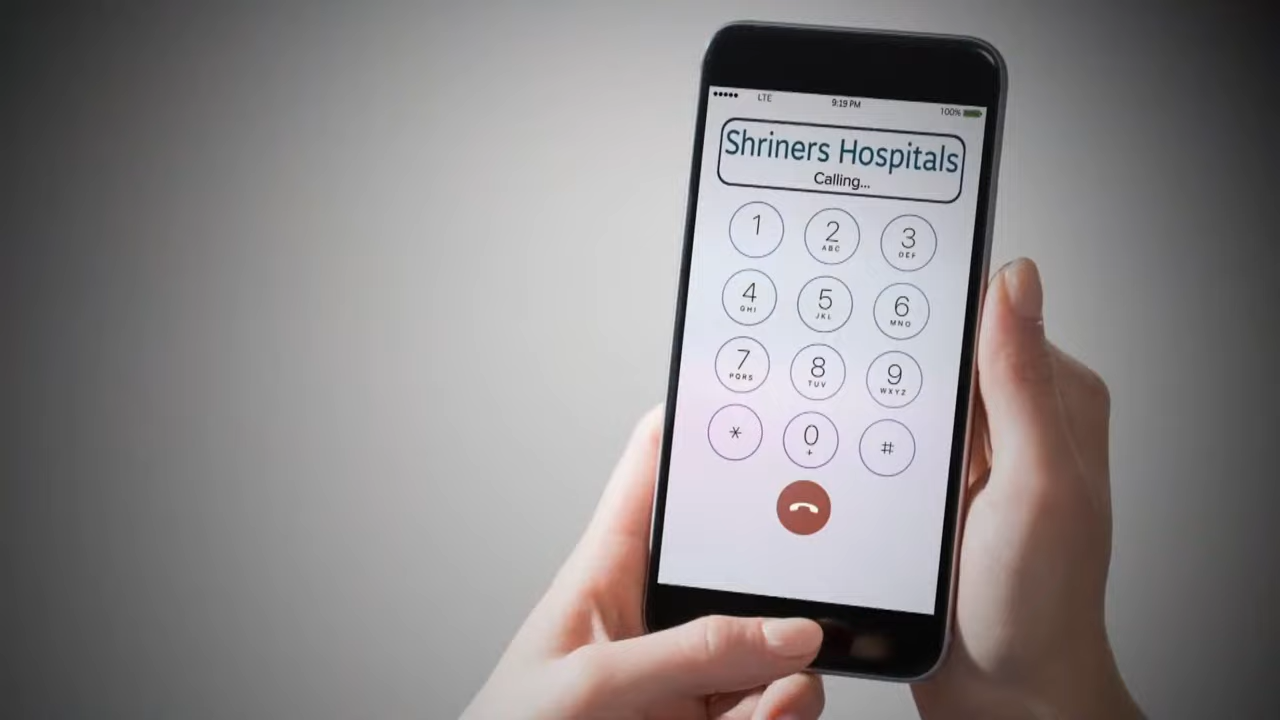 ••••• LTE 9:19 PM 100%
Shriners Hospitals
Calling...
1 2 3
ABC DEF
4 5 6
GHI JKL MNO
7 8 9
PQRS TUV WXYZ
* 0 #
+